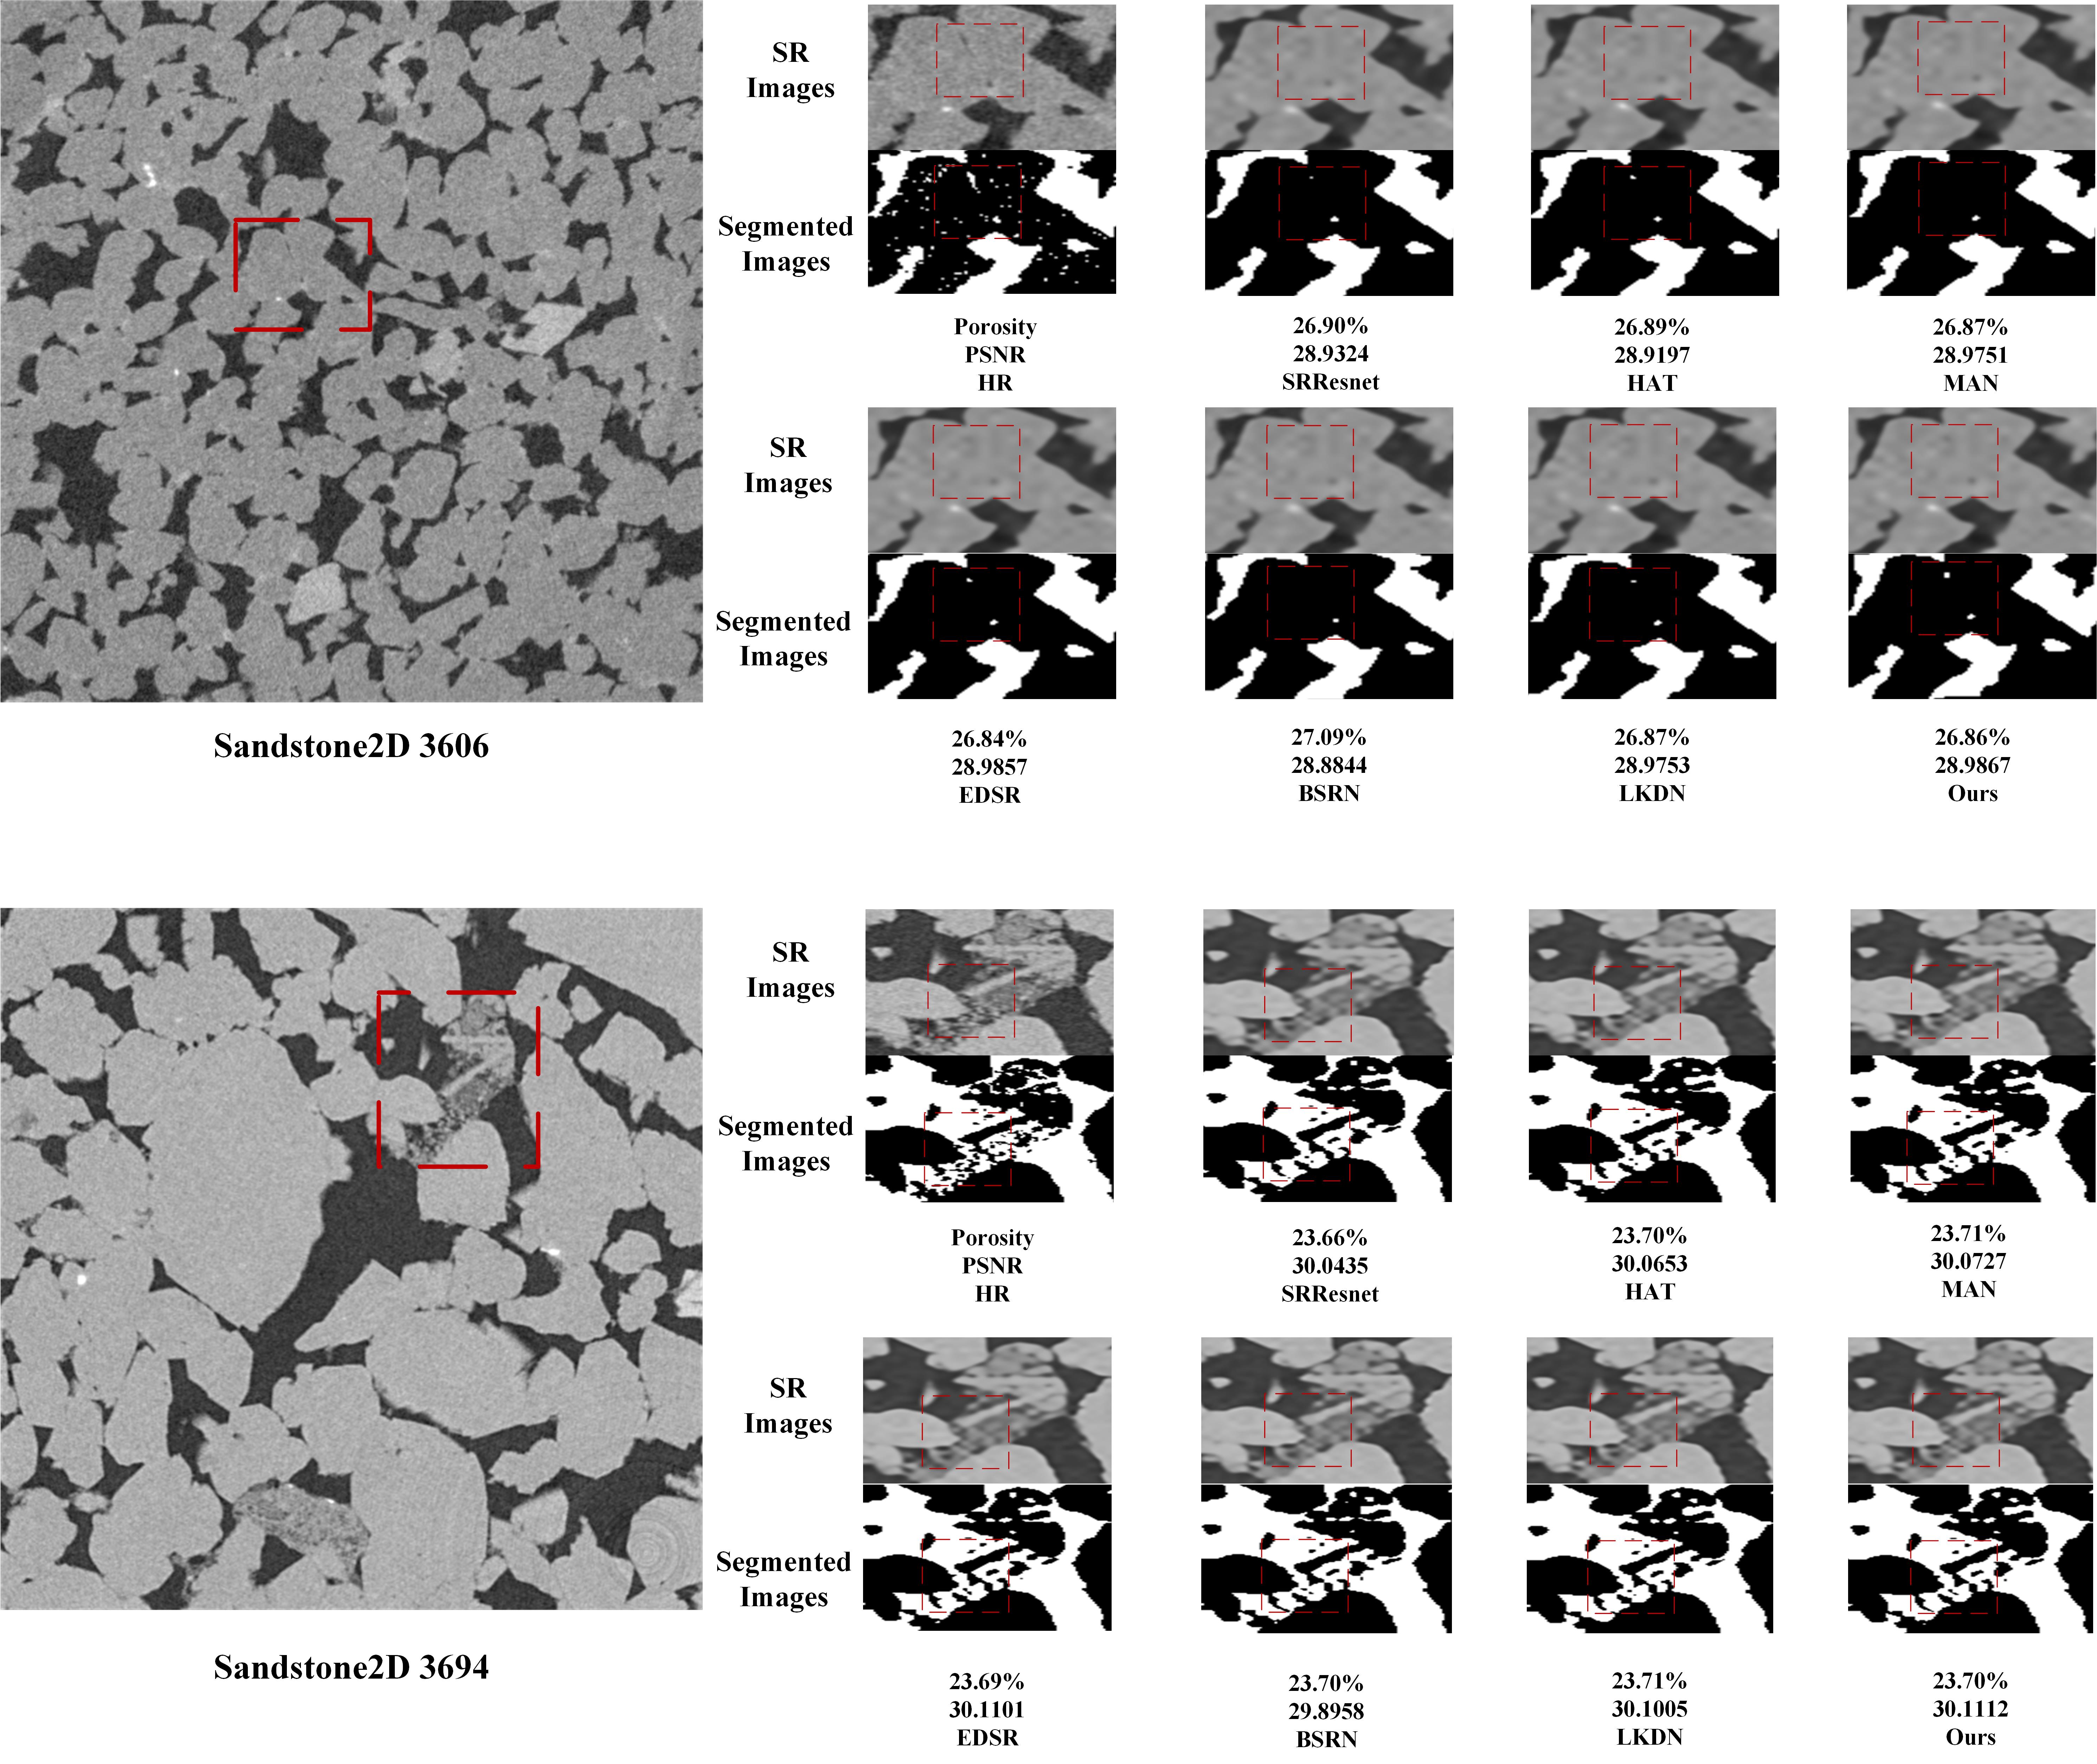 SR
Images
Segmented
Images
Porosity
PSNR
HR
26.90%
28.9324
SRResnet
26.89%
28.9197
HAT
26.87%
28.9751
MAN
SR
Images
Segmented
Images
26.84%
28.9857
EDSR
27.09%
28.8844
BSRN
26.87%
28.9753
LKDN
26.86%
28.9867
Ours
Sandstone2D 3606
SR
Images
Segmented
Images
Porosity
PSNR
HR
23.66%
30.0435
SRResnet
23.70%
30.0653
HAT
23.71%
30.0727
MAN
SR
Images
Segmented
Images
23.69%
30.1101
EDSR
23.70%
29.8958
BSRN
23.71%
30.1005
LKDN
23.70%
30.1112
Ours
Sandstone2D 3694